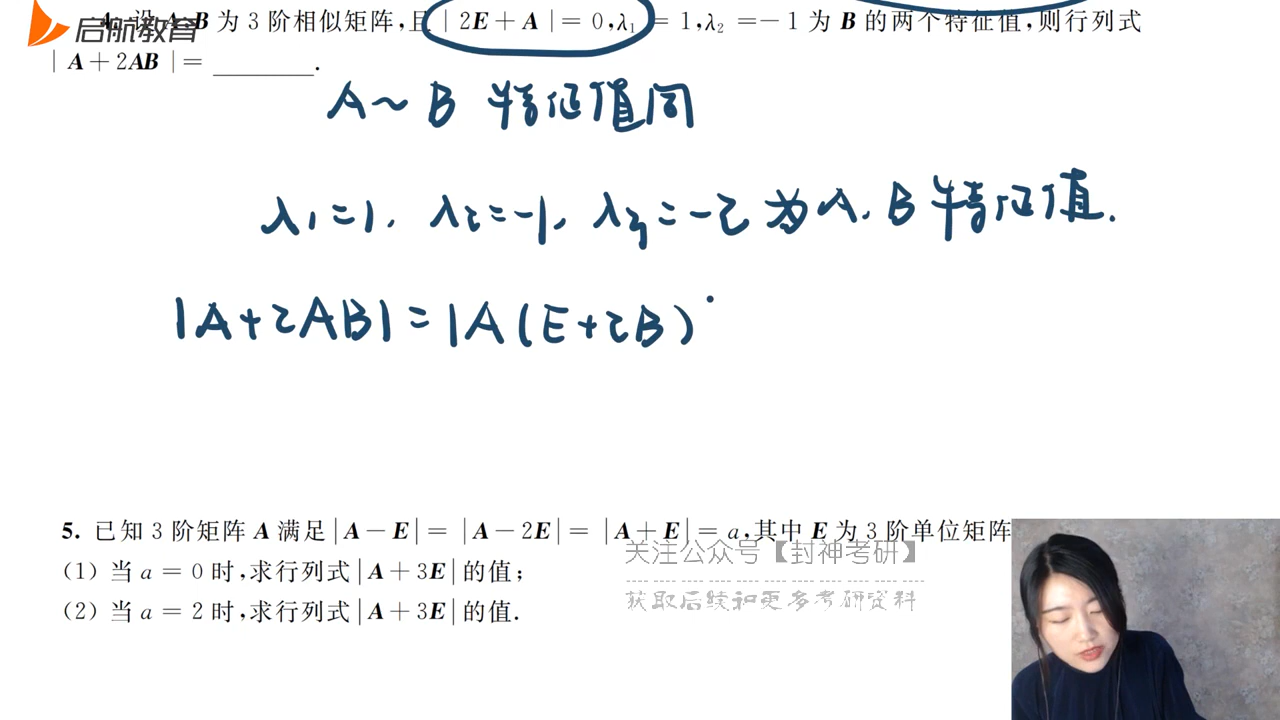 启航教育
4. 设 A,B 为 3 阶相似矩阵,且 | 2E + A | = 0,λ₁ = 1,λ₂ =− 1 为 B 的两个特征值,则行列式
| A + 2AB | = ________.
A ~ B 特征值同
λ1=1, λ2=-1, λ3=-2 为 A, B 特征值.
|A+2AB| = |A(E+2B)
5. 已知 3 阶矩阵 A 满足 |A − E| = |A − 2E| = |A + E| = a,其中 E 为 3 阶单位矩阵
(1) 当 a = 0 时,求行列式 |A + 3E| 的值;
(2) 当 a = 2 时,求行列式 |A + 3E| 的值.
关注公众号【封神考研】
获取后续和更多考研资料